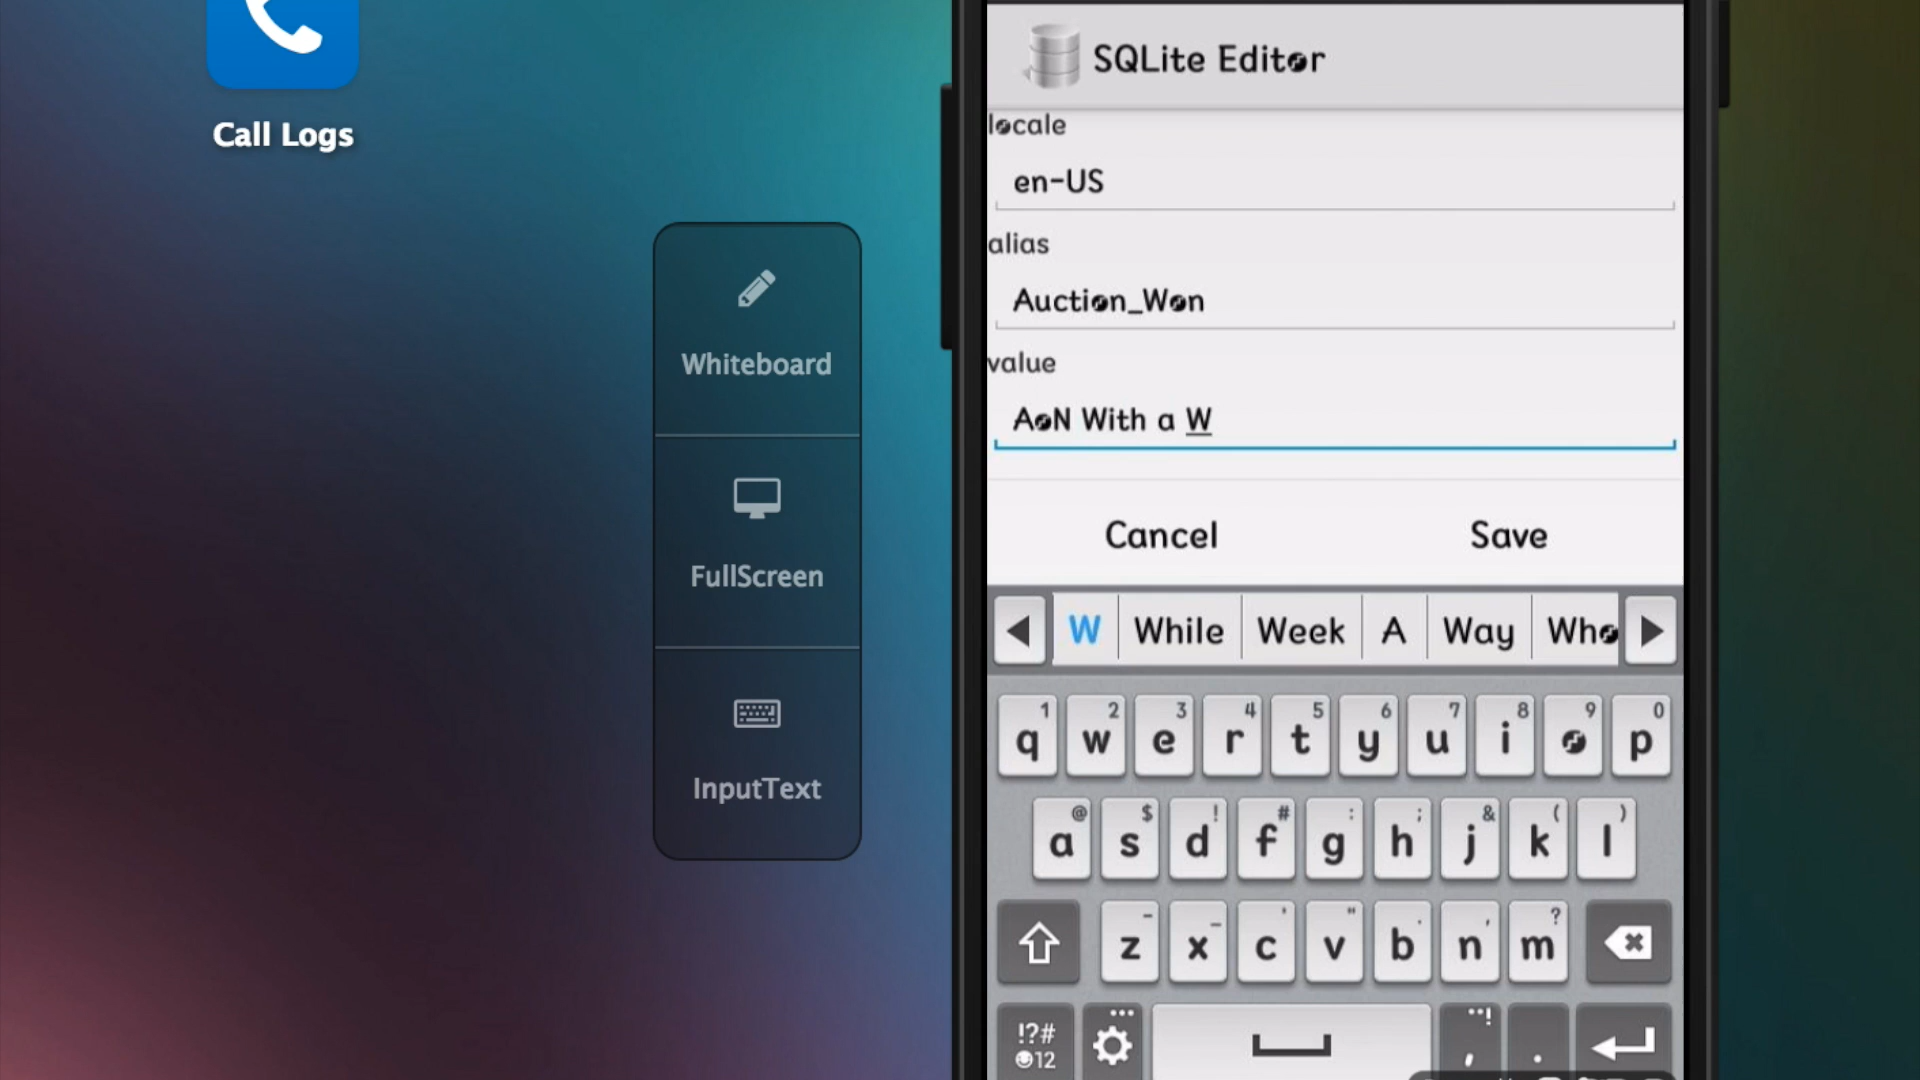 Call Logs
Whiteboard
FullScreen
InputText
SQLite Editor
locale
en-US
alias
Auction_Won
value
AoN With a W
Cancel Save
W While Week A Way Who
1 2 3 4 5 6 7 8 9 0
q w e r t y u i o p
@ $ ! # : ; & ( )
a s d f g h j k l
- _ ' " . , ?
z x c v b n m
!?#
12 , .